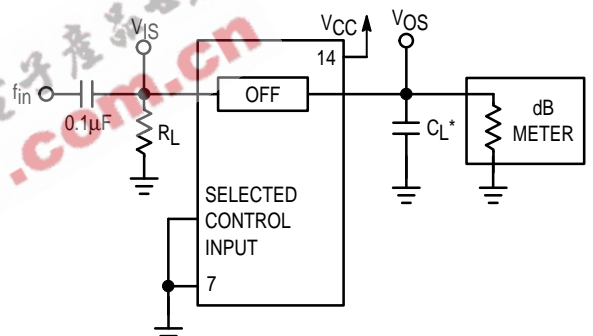 VIS
VCC
VOS
14
fin
OFF
dB
METER
0.1μF
RL
CL*
SELECTED
CONTROL
INPUT
7
.com.cn